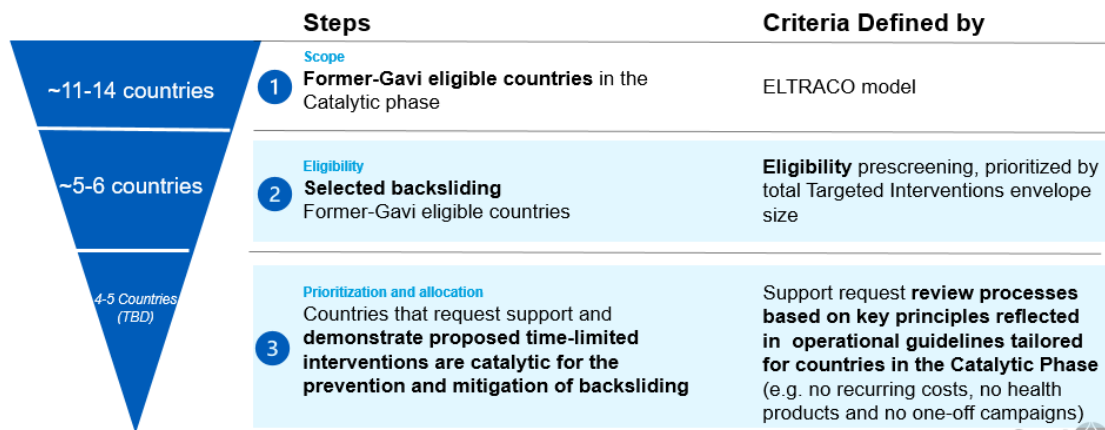 Steps
Criteria Defined by
~11-14 countries
1
Scope
Former-Gavi eligible countries in the
Catalytic phase
ELTRACO model
~5-6 countries
2
Eligibility
Selected backsliding
Former-Gavi eligible countries
Eligibility prescreening, prioritized by
total Targeted Interventions envelope
size
4-5 Countries
(TBD)
3
Prioritization and allocation
Countries that request support and
demonstrate proposed time-limited
interventions are catalytic for the
prevention and mitigation of backsliding
Support request review processes
based on key principles reflected
in operational guidelines tailored
for countries in the Catalytic Phase
(e.g. no recurring costs, no health
products and no one-off campaigns)